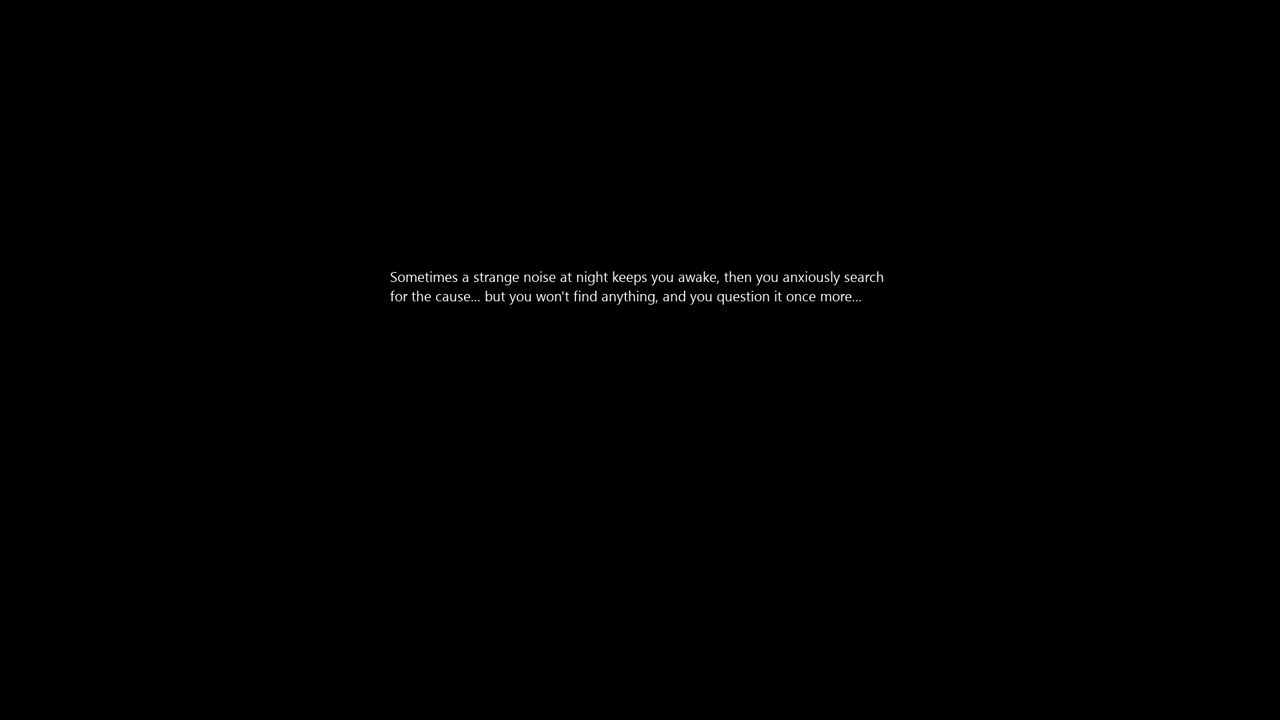 Sometimes a strange noise at night keeps you awake, then you anxiously search
for the cause... but you won't find anything, and you question it once more...